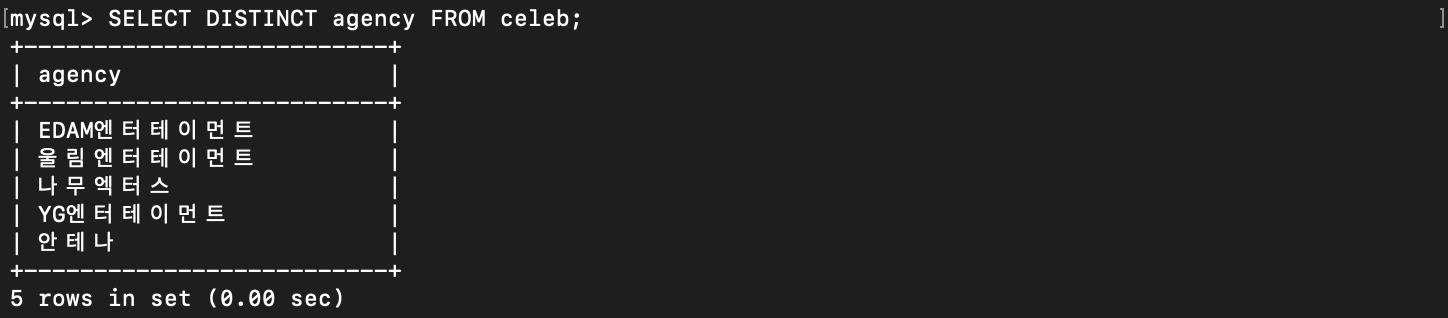 [mysql> SELECT DISTINCT agency FROM celeb; ]
+---------------------------+
| agency                    |
+---------------------------+
| EDAM엔터테이먼트            |
| 울림엔터테이먼트            |
| 나무엑터스                  |
| YG엔터테이먼트              |
| 안테나                      |
+---------------------------+
5 rows in set (0.00 sec)